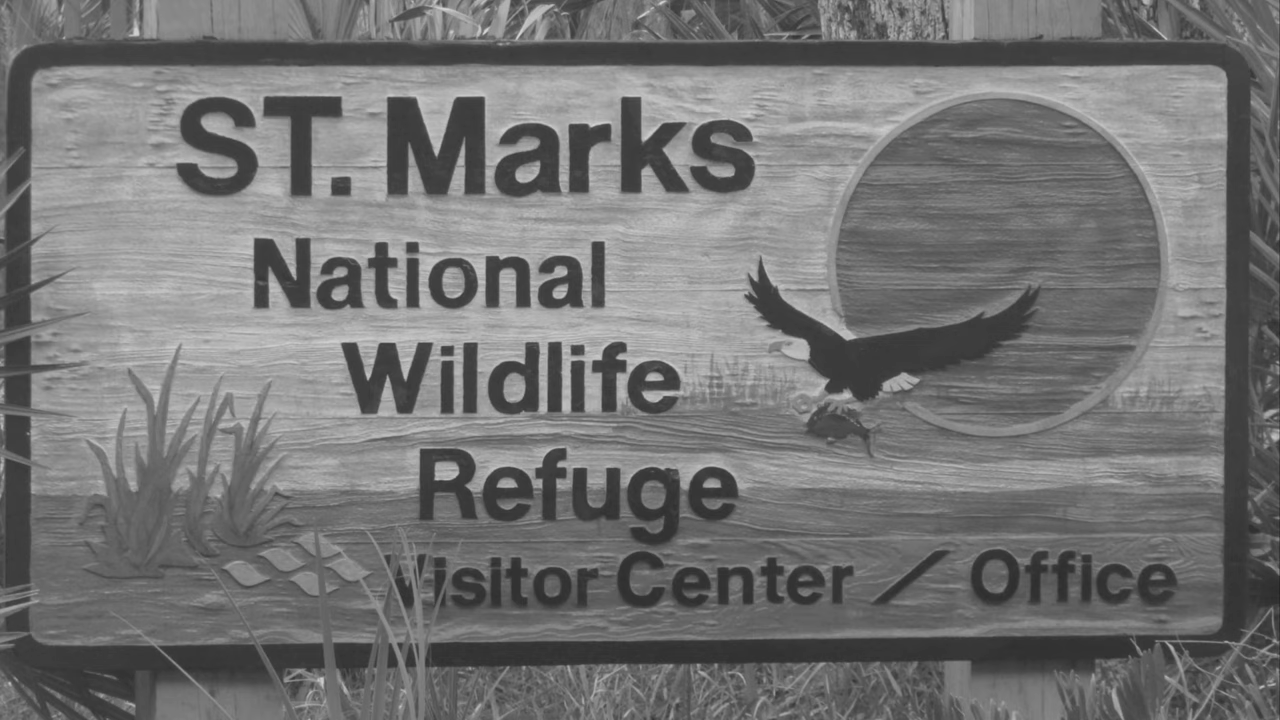 ST. Marks
National
Wildlife
Refuge
Visitor Center / Office